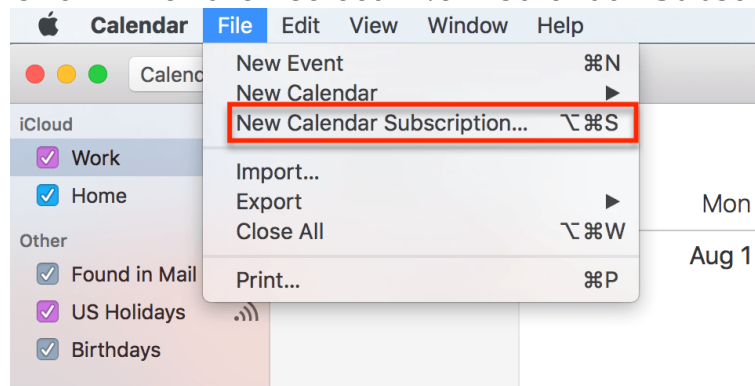 Calendar File Edit View Window Help
Calend
New Event ⌘N
New Calendar ▶
New Calendar Subscription... ⌥⌘S
Import...
Export ▶
Close All ⌥⌘W
Print... ⌘P
iCloud
Work
Home
Other
Found in Mail
US Holidays
Birthdays
Mon
Aug 1